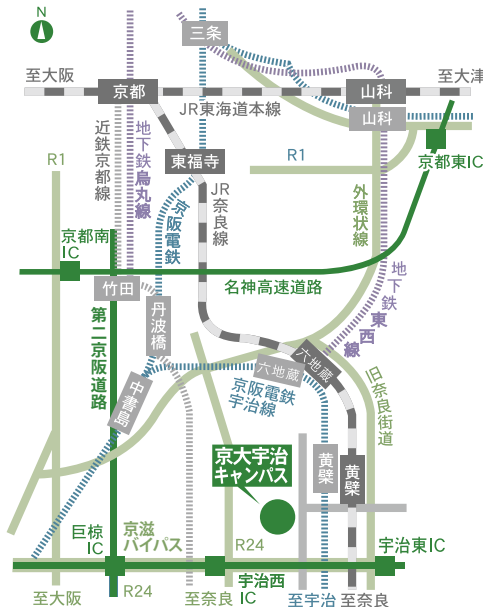 N
三条
至大阪
京都
山科
至大津
JR東海道本線
山科
近鉄京都線
地下鉄烏丸線
R1
東福寺
R1
京都東IC
JR奈良線
外環状線
京阪電鉄
京都南
IC
竹田
名神高速道路
地下鉄東西線
丹波橋
第二京阪道路
六地蔵
六地蔵
中書島
京阪電鉄
宇治線
旧奈良街道
京大宇治
キャンパス
黄檗
黄檗
巨椋
IC
京滋
バイパス
R24
宇治東IC
宇治西
IC
至大阪
R24
至奈良
至宇治
至奈良